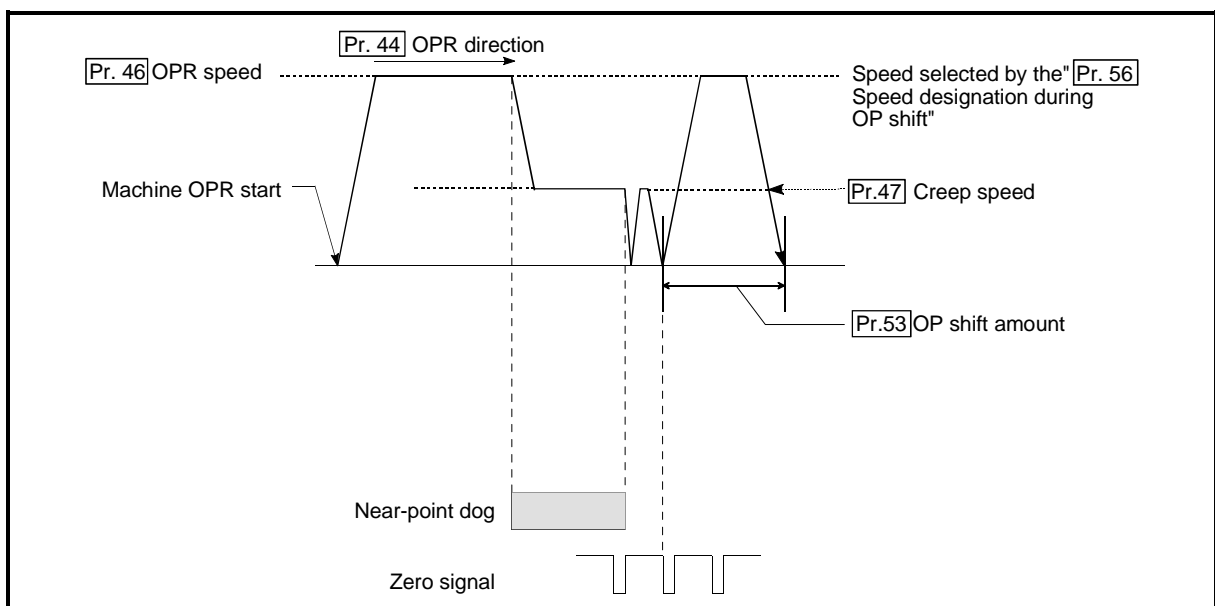 Pr. 44 OPR direction
Pr. 46 OPR speed
Speed selected by the" Pr. 56
Speed designation during
OP shift"
Machine OPR start
Pr.47 Creep speed
Pr.53 OP shift amount
Near-point dog
Zero signal